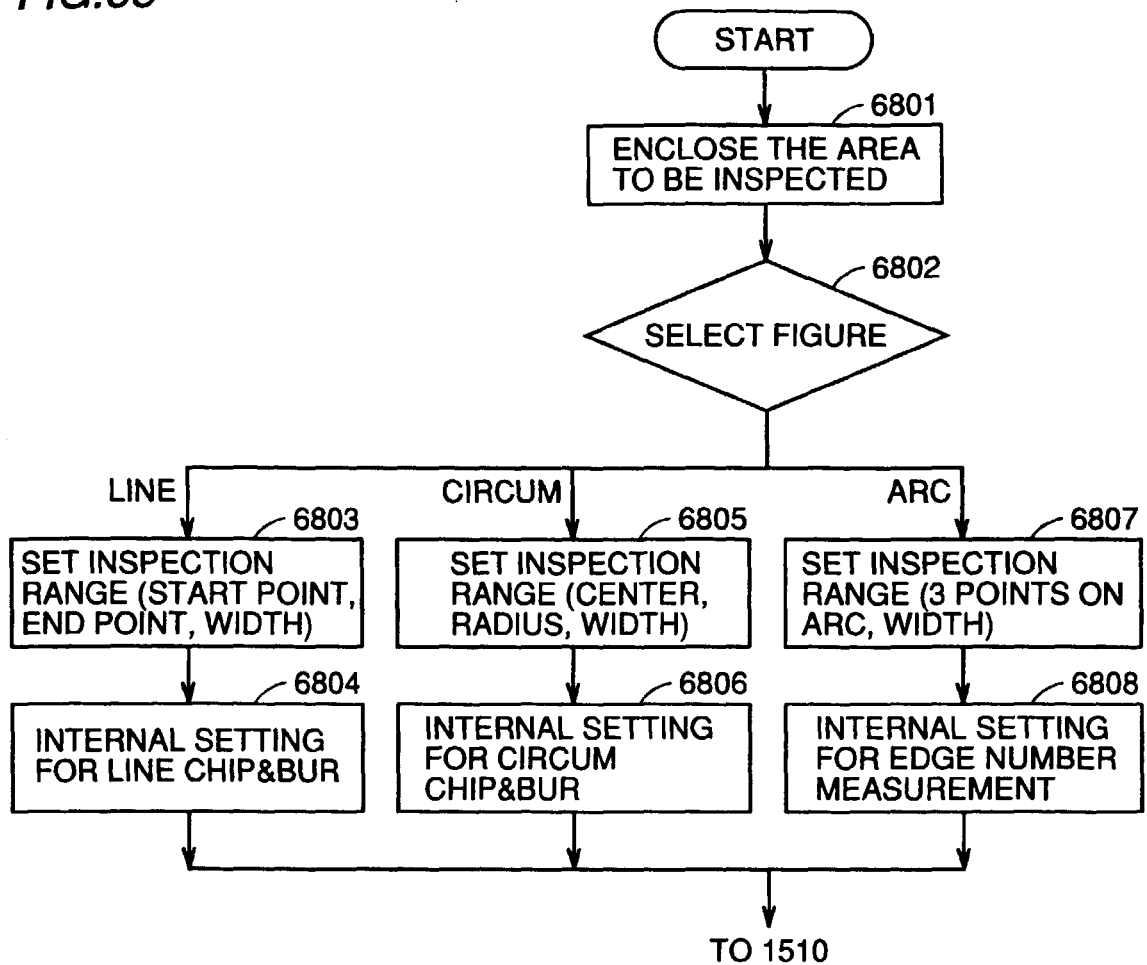 START
6801
ENCLOSE THE AREA
TO BE INSPECTED
6802
SELECT FIGURE
LINE
CIRCUM
ARC
6803
SET INSPECTION
RANGE (START POINT,
END POINT, WIDTH)
6805
SET INSPECTION
RANGE (CENTER,
RADIUS, WIDTH)
6807
SET INSPECTION
RANGE (3 POINTS ON
ARC, WIDTH)
6804
INTERNAL SETTING
FOR LINE CHIP&BUR
6806
INTERNAL SETTING
FOR CIRCUM
CHIP&BUR
6808
INTERNAL SETTING
FOR EDGE NUMBER
MEASUREMENT
TO 1510